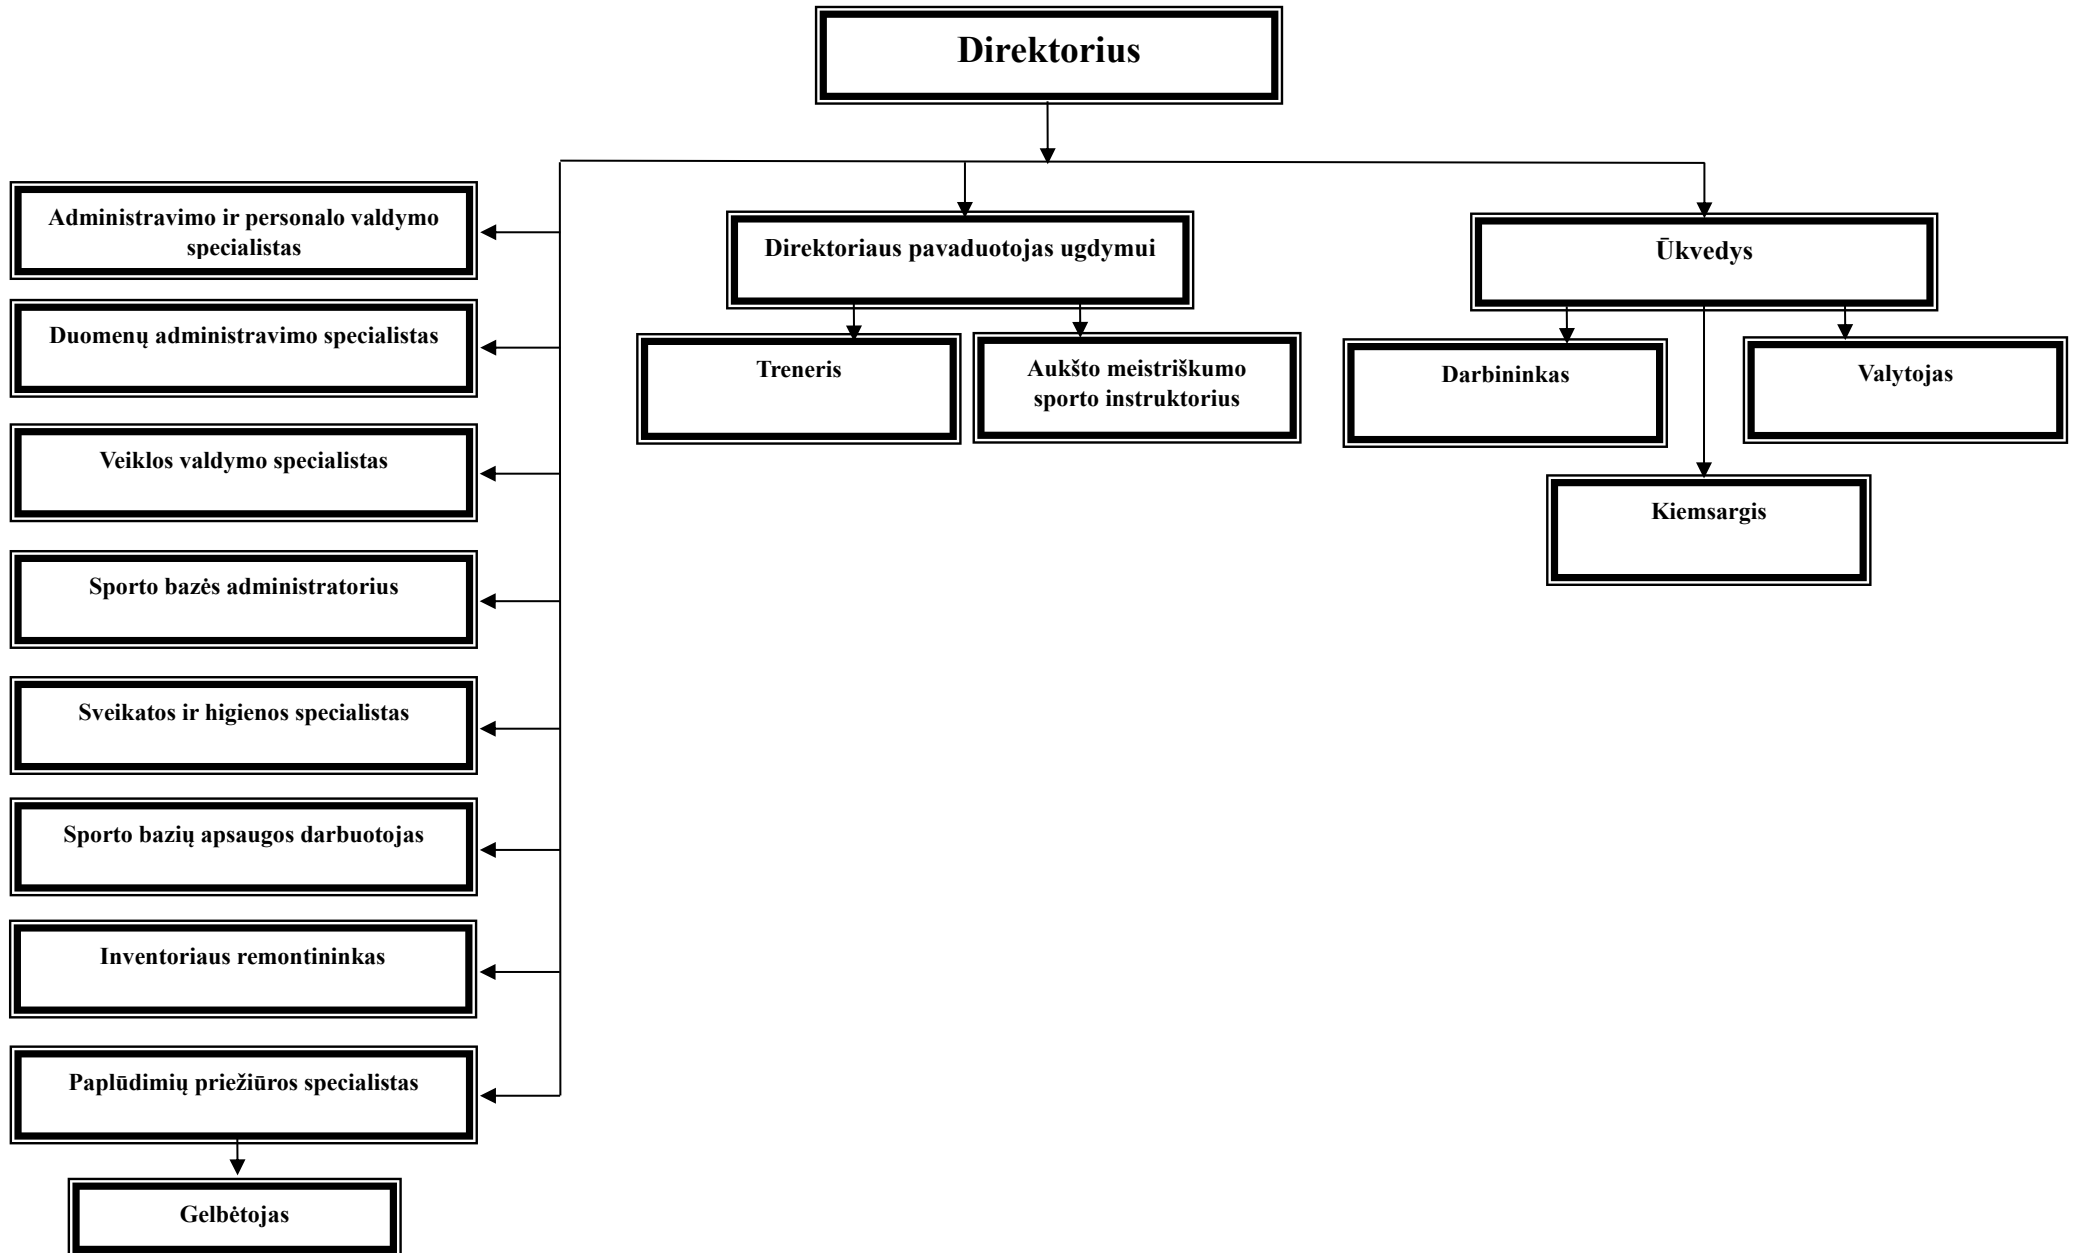 Direktorius
Administravimo ir personalo valdymo
specialistas
Direktoriaus pavaduotojas ugdymui
Ūkvedys
Duomenų administravimo specialistas
Treneris
Aukšto meistriškumo
sporto instruktorius
Darbininkas
Valytojas
Veiklos valdymo specialistas
Kiemsargis
Sporto bazės administratorius
Sveikatos ir higienos specialistas
Sporto bazių apsaugos darbuotojas
Inventoriaus remontininkas
Paplūdimių priežiūros specialistas
Gelbėtojas